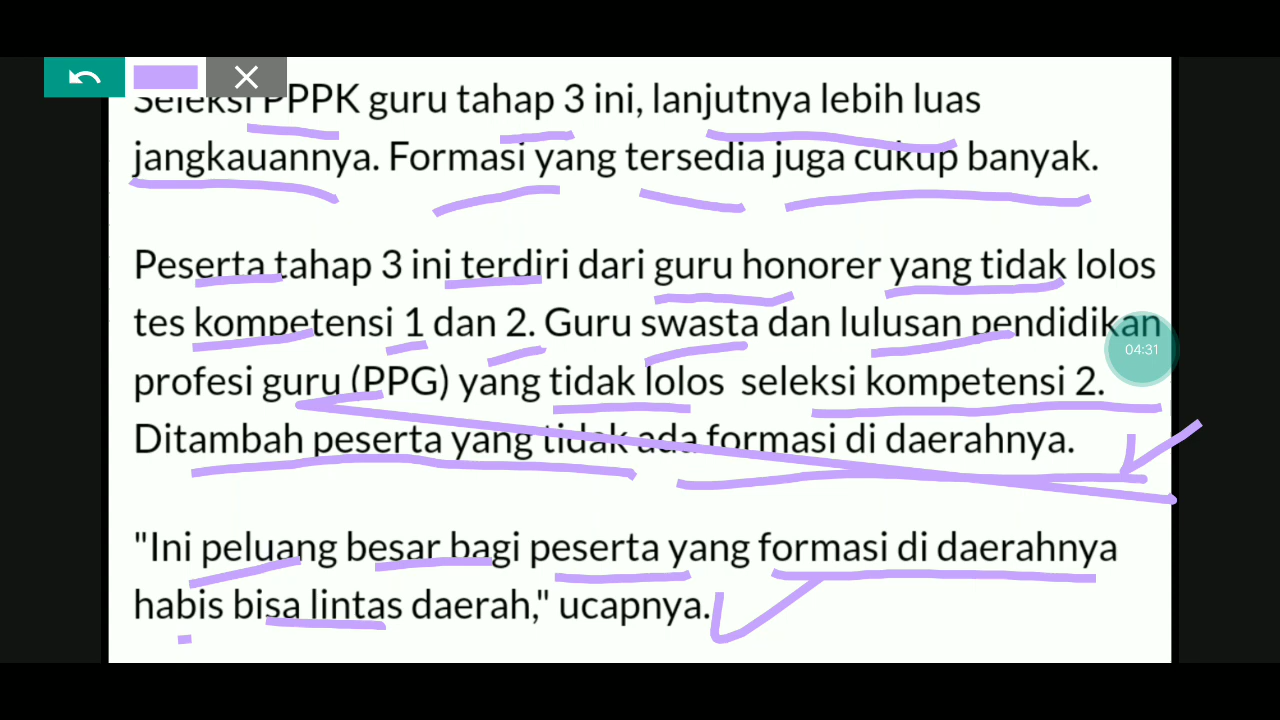 Seleksi PPPK guru tahap 3 ini, lanjutnya lebih luas
jangkauannya. Formasi yang tersedia juga cukup banyak.
Peserta tahap 3 ini terdiri dari guru honorer yang tidak lolos
tes kompetensi 1 dan 2. Guru swasta dan lulusan pendidikan
04:31
profesi guru (PPG) yang tidak lolos seleksi kompetensi 2.
Ditambah peserta yang tidak ada formasi di daerahnya.
"Ini peluang besar bagi peserta yang formasi di daerahnya
habis bisa lintas daerah," ucapnya.